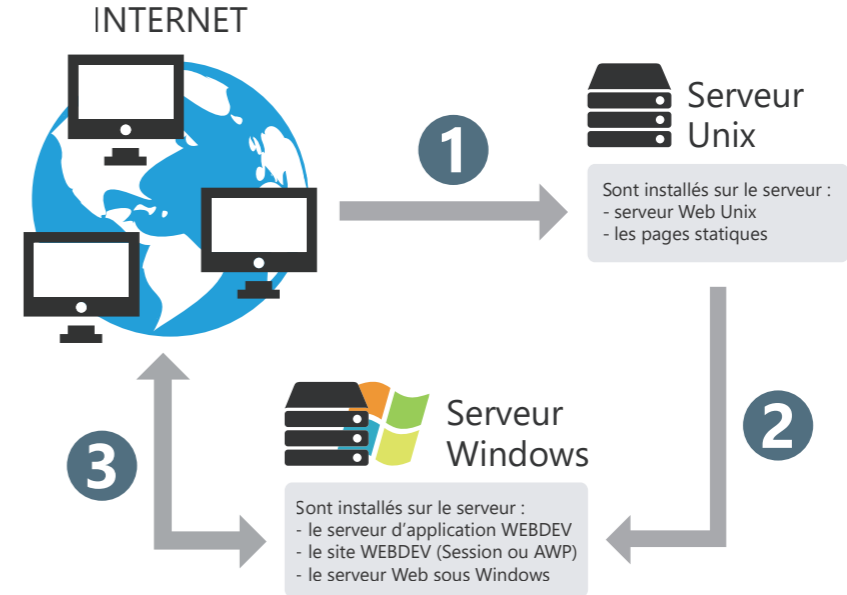 INTERNET
1
Serveur
Unix
Sont installés sur le serveur :
- serveur Web Unix
- les pages statiques
2
Serveur
Windows
3
Sont installés sur le serveur :
- le serveur d’application WEBDEV
- le site WEBDEV (Session ou AWP)
- le serveur Web sous Windows